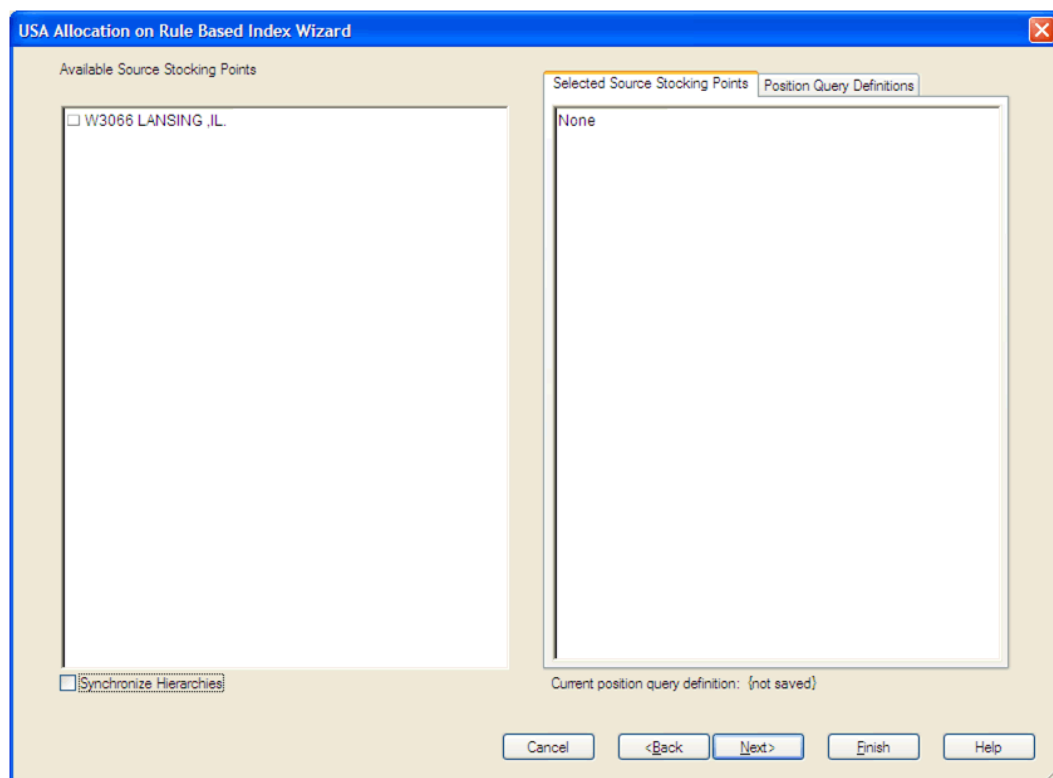 USA Allocation on Rule Based Index Wizard
Available Source Stocking Points
Selected Source Stocking Points
Position Query Definitions
W3066 LANSING ,IL.
None
Synchronize Hierarchies
Current position query definition: {not saved}
Cancel
<Back
Next>
Finish
Help